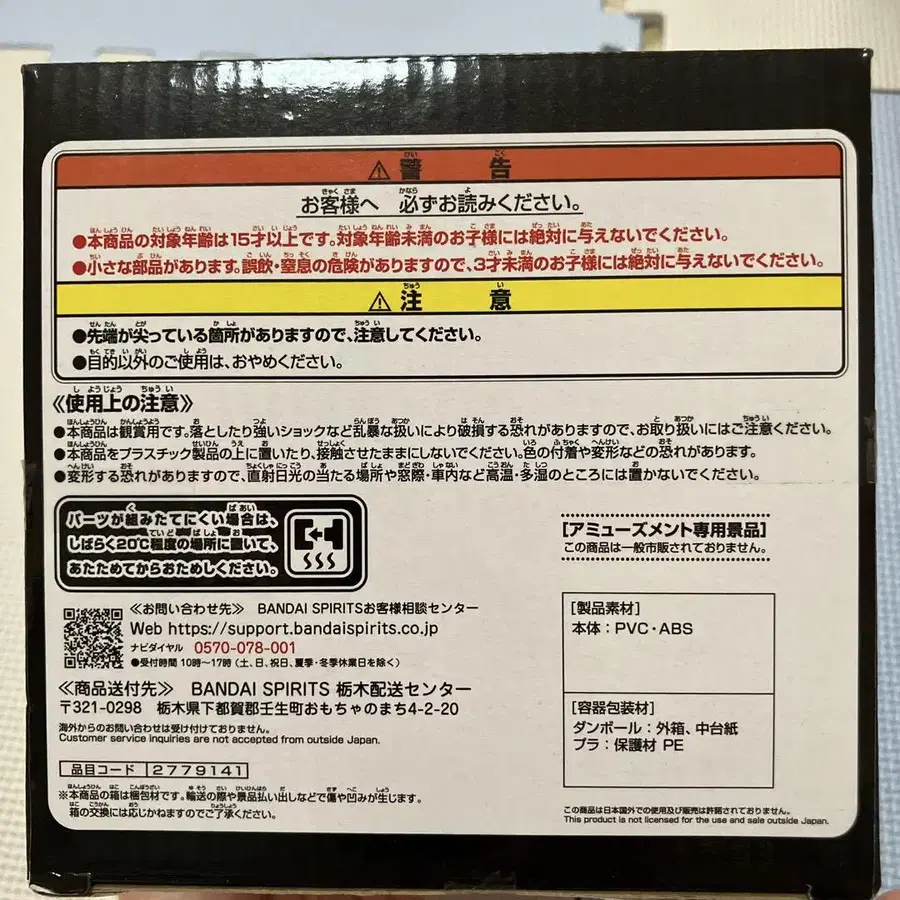 ⚠警告
お客様へ 必ずお読みください。
●本商品の対象年齢は15才以上です。対象年齢未満のお子様には絶対に与えないでください。
●小さな部品があります。誤飲・窒息の危険がありますので、3才未満のお子様には絶対に与えないでください。
⚠注意
●先端が尖っている箇所がありますので、注意してください。
●目的以外のご使用は、おやめください。
《使用上の注意》
●本商品は観賞用です。落としたり強いショックなど乱暴な扱いにより破損する恐れがありますので、お取り扱いにはご注意ください。
●本商品をプラスチック製品の上に置いたり、接触させたままにしないでください。色の付着や変形などの恐れがあります。
●変形する恐れがありますので、直射日光の当たる場所や窓際・車内など高温・多湿のところには置かないでください。
パーツが組みたてにくい場合は、
しばらく20℃程度の場所に置いて、
あたためてからおためしください。
[アミューズメント専用景品]
この商品は一般市販されておりません。
≪お問い合わせ先≫ BANDAI SPIRITSお客様相談センター
Web https://support.bandaispirits.co.jp
ナビダイヤル 0570-078-001
●受付時間 10時～17時(土、日、祝日、夏季・冬季休業日を除く)
≪商品送付先≫ BANDAI SPIRITS 栃木配送センター
〒321-0298 栃木県下都賀郡壬生町おもちゃのまち4-2-20
海外からのお問い合わせは受け付けておりません。
Customer service inquiries are not accepted from outside Japan.
品目コード 2779141
※本商品の箱は梱包材です。輸送の際や景品払い出しなどで傷や凹みが生じます。
箱の交換には応じかねますのでご了承ください。
[製品素材]
本体：PVC・ABS
[容器包装材]
ダンボール：外箱、中台紙
プラ：保護材 PE
この商品は日本国外での使用及び販売は許諾されておりません。
This product is not licensed for the use and sale outside Japan.